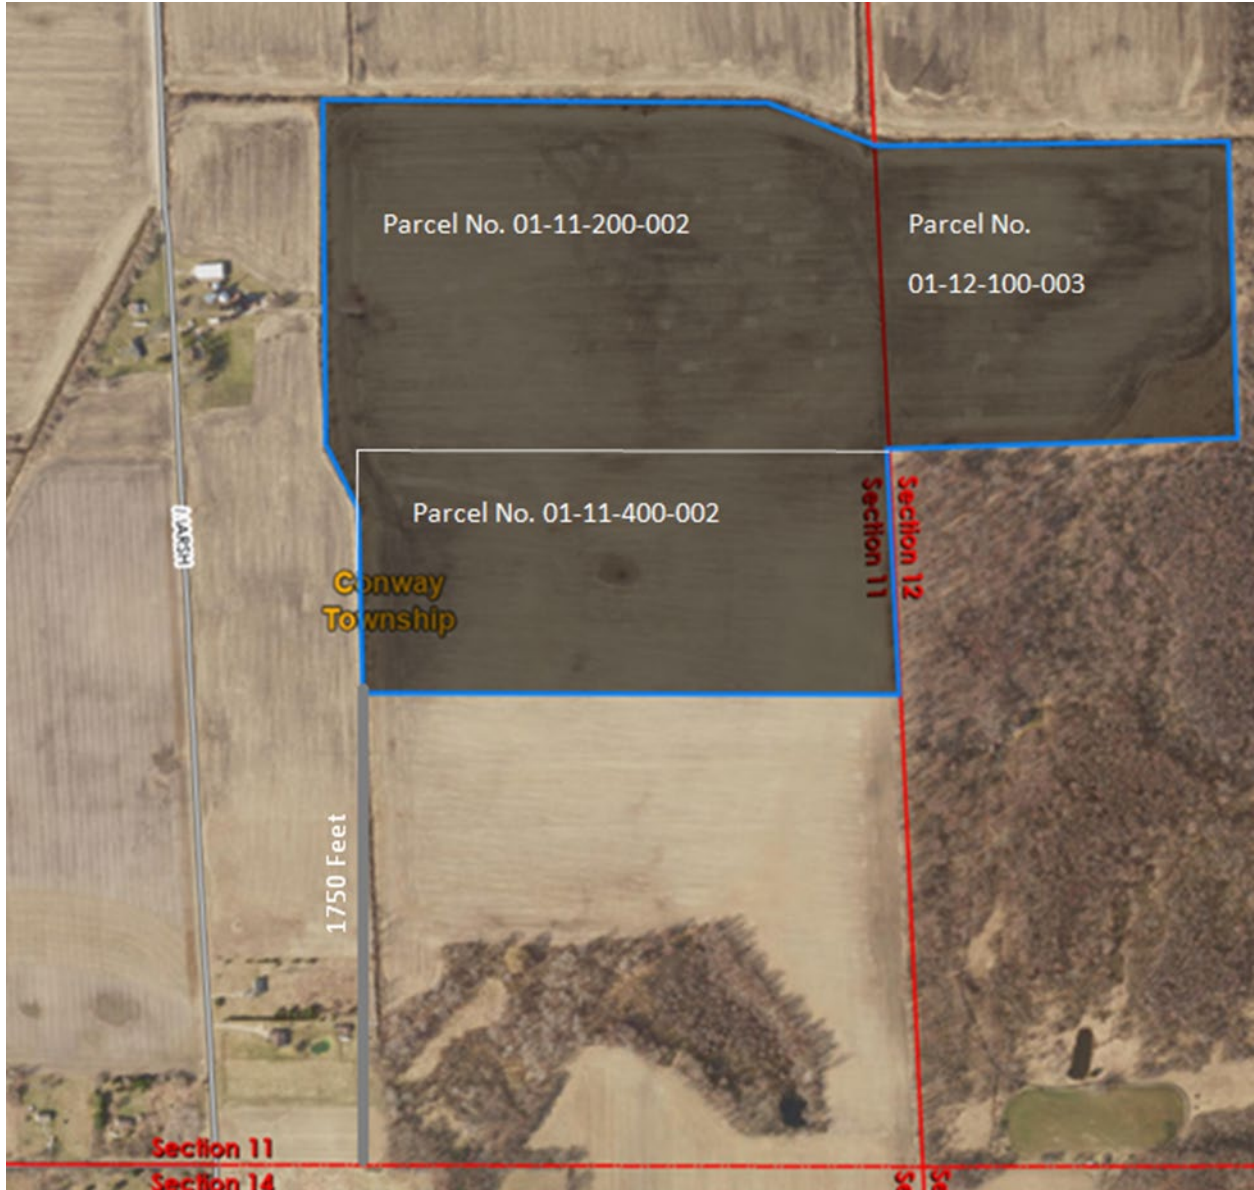 Parcel No. 01-11-200-002
Parcel No.
01-12-100-003
Parcel No. 01-11-400-002
Section 11
Section 12
MARSH
Conway
Township
1750 Feet
Section 11
Section 14